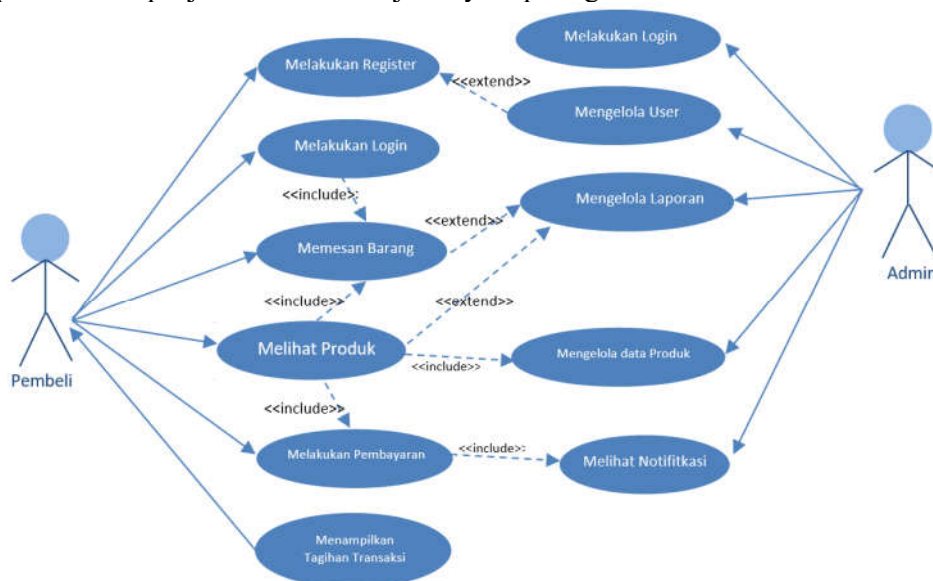 Melakukan Login
Melakukan Register
<<extend>>
Mengelola User
Melakukan Login
<<include>:
Mengelola Laporan
<<extend>>
Memesan Barang
Admin
<<include>>
<<extend>>
Melihat Produk
Mengelola data Produk
<<include>>
Pembeli
<<include>>
Melakukan Pembayaran
<<include>:
Melihat Notifitkasi
Menampilkan
Tagihan Transaksi